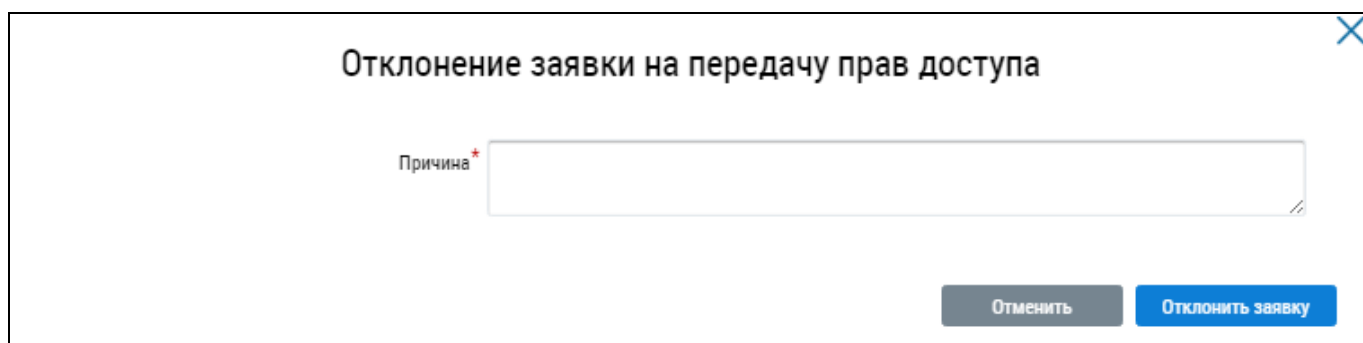 Отклонение заявки на передачу прав доступа
Причина*
Отменить Отклонить заявку